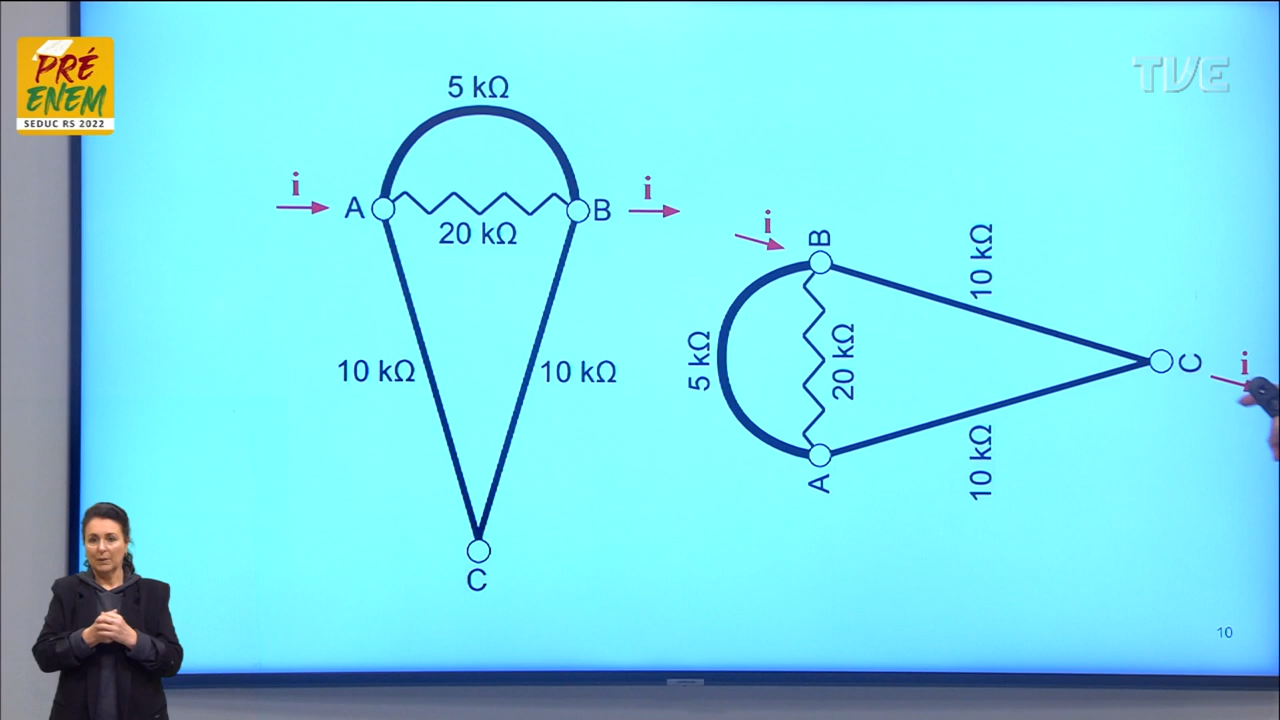 PRÉ
ENEM
SEDUC RS 2022
TVE
5 kΩ
i
A
B
i
20 kΩ
10 kΩ
10 kΩ
C
i
B
10 kΩ
5 kΩ
20 kΩ
C
i
A
10 kΩ
10